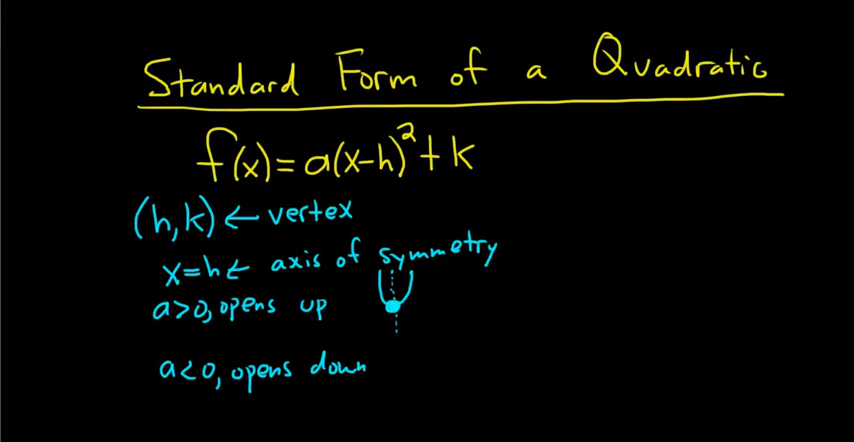 Standard Form of a Quadratic
f(x) = a(x-h)² + k
(h, k) ← vertex
x = h ← axis of symmetry
a > 0, opens up
a < 0, opens down